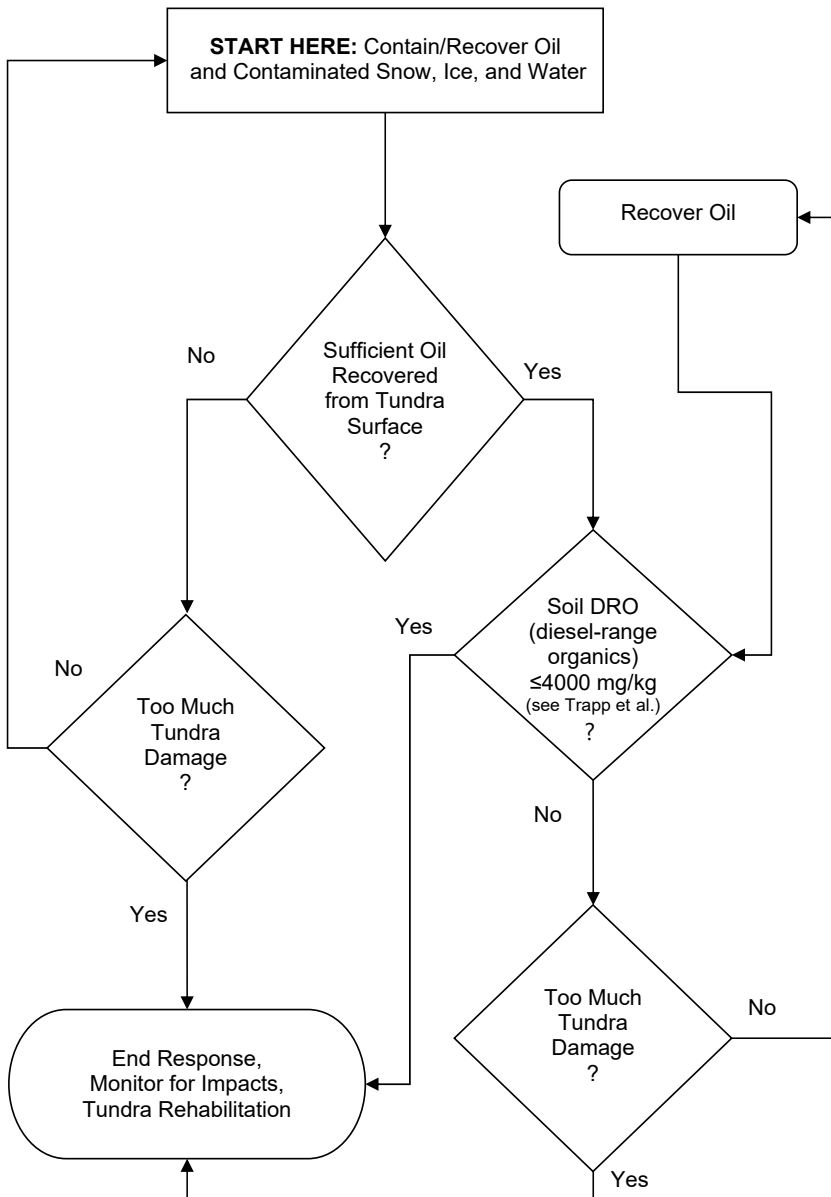 START HERE: Contain/Recover Oil
and Contaminated Snow, Ice, and Water
Recover Oil
No
Sufficient Oil
Recovered
from Tundra
Surface
?
Yes
Yes
Soil DRO
(diesel-range
organics)
≤4000 mg/kg
(see Trapp et al.)
?
No
Too Much
Tundra
Damage
?
No
Yes
Too Much
Tundra
Damage
?
No
End Response,
Monitor for Impacts,
Tundra Rehabilitation
Yes